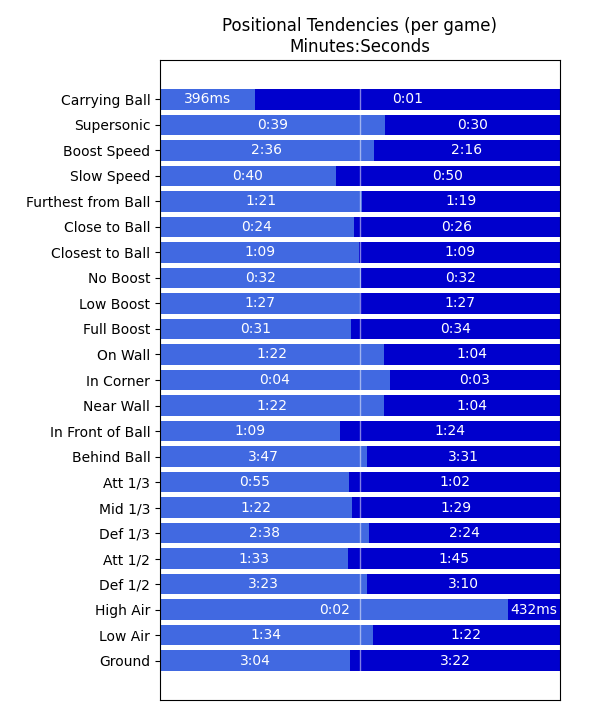 Positional Tendencies (per game)
Minutes:Seconds
Carrying Ball 396ms 0:01
Supersonic 0:39 0:30
Boost Speed 2:36 2:16
Slow Speed 0:40 0:50
Furthest from Ball 1:21 1:19
Close to Ball 0:24 0:26
Closest to Ball 1:09 1:09
No Boost 0:32 0:32
Low Boost 1:27 1:27
Full Boost 0:31 0:34
On Wall 1:22 1:04
In Corner 0:04 0:03
Near Wall 1:22 1:04
In Front of Ball 1:09 1:24
Behind Ball 3:47 3:31
Att 1/3 0:55 1:02
Mid 1/3 1:22 1:29
Def 1/3 2:38 2:24
Att 1/2 1:33 1:45
Def 1/2 3:23 3:10
High Air 0:02 432ms
Low Air 1:34 1:22
Ground 3:04 3:22